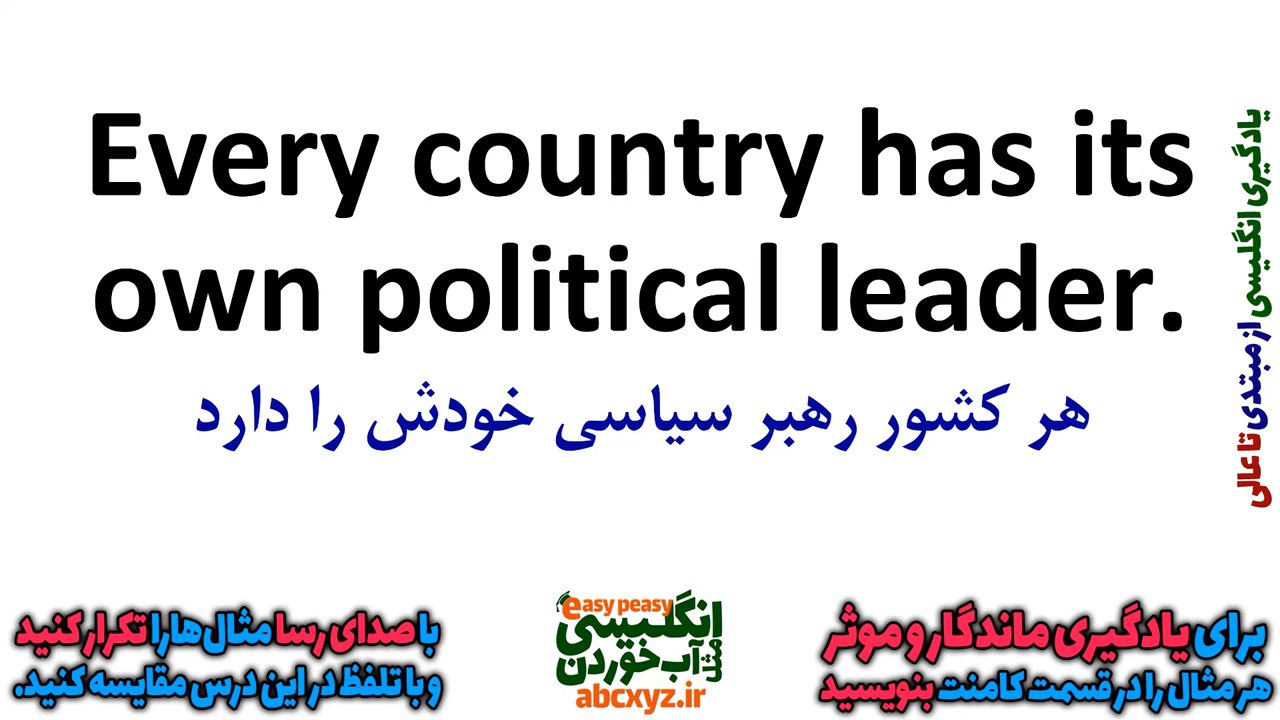 Every country has its
own political leader.
هر کشور رهبر سیاسی خودش را دارد
یادگیری انگلیسی از مبتدی تا عالی
برای یادگیری ماندگار و موثر
هر مثال را در قسمت کامنت بنویسید
easy peasy
انگلیسی
مثل آب خوردن
abcxyz.ir
با صدای رسا مثال‌ها را تکرار کنید
و با تلفظ در این درس مقایسه کنید.